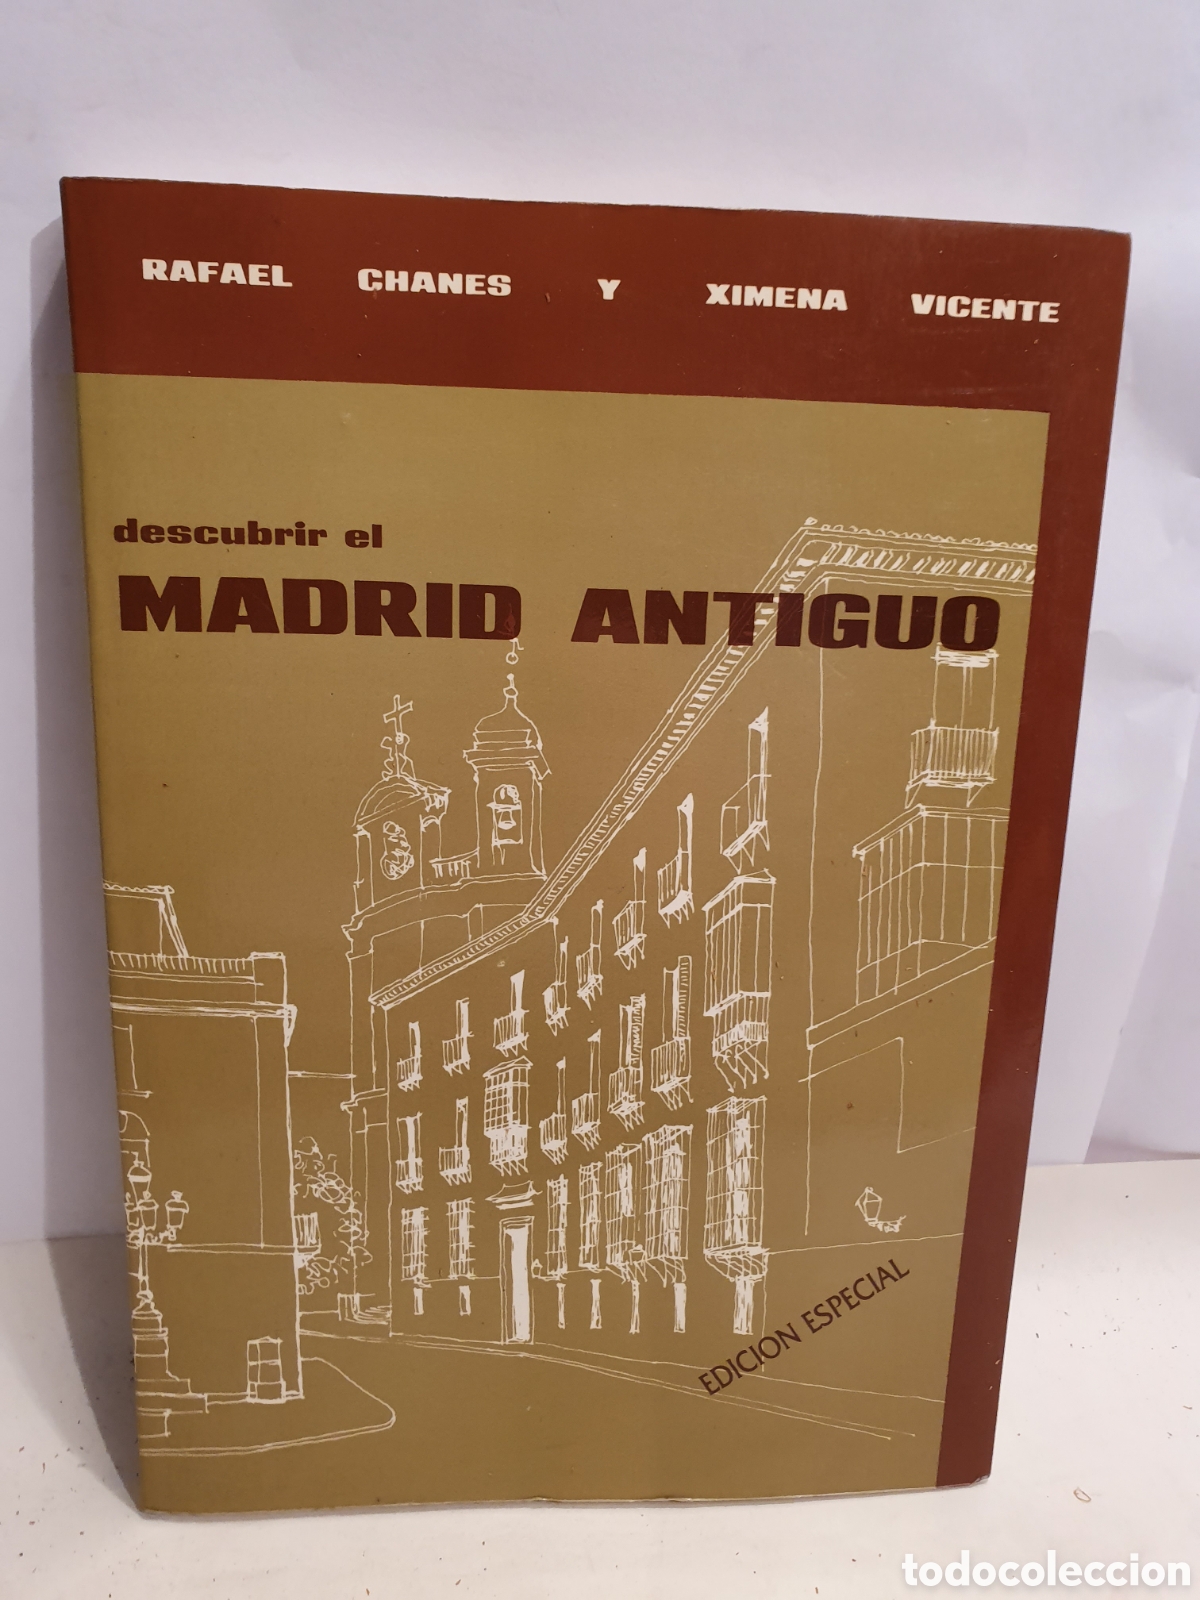 RAFAEL CHANES Y XIMENA VICENTE
descubrir el
MADRID ANTIGUO
EDICION ESPECIAL
todocoleccion